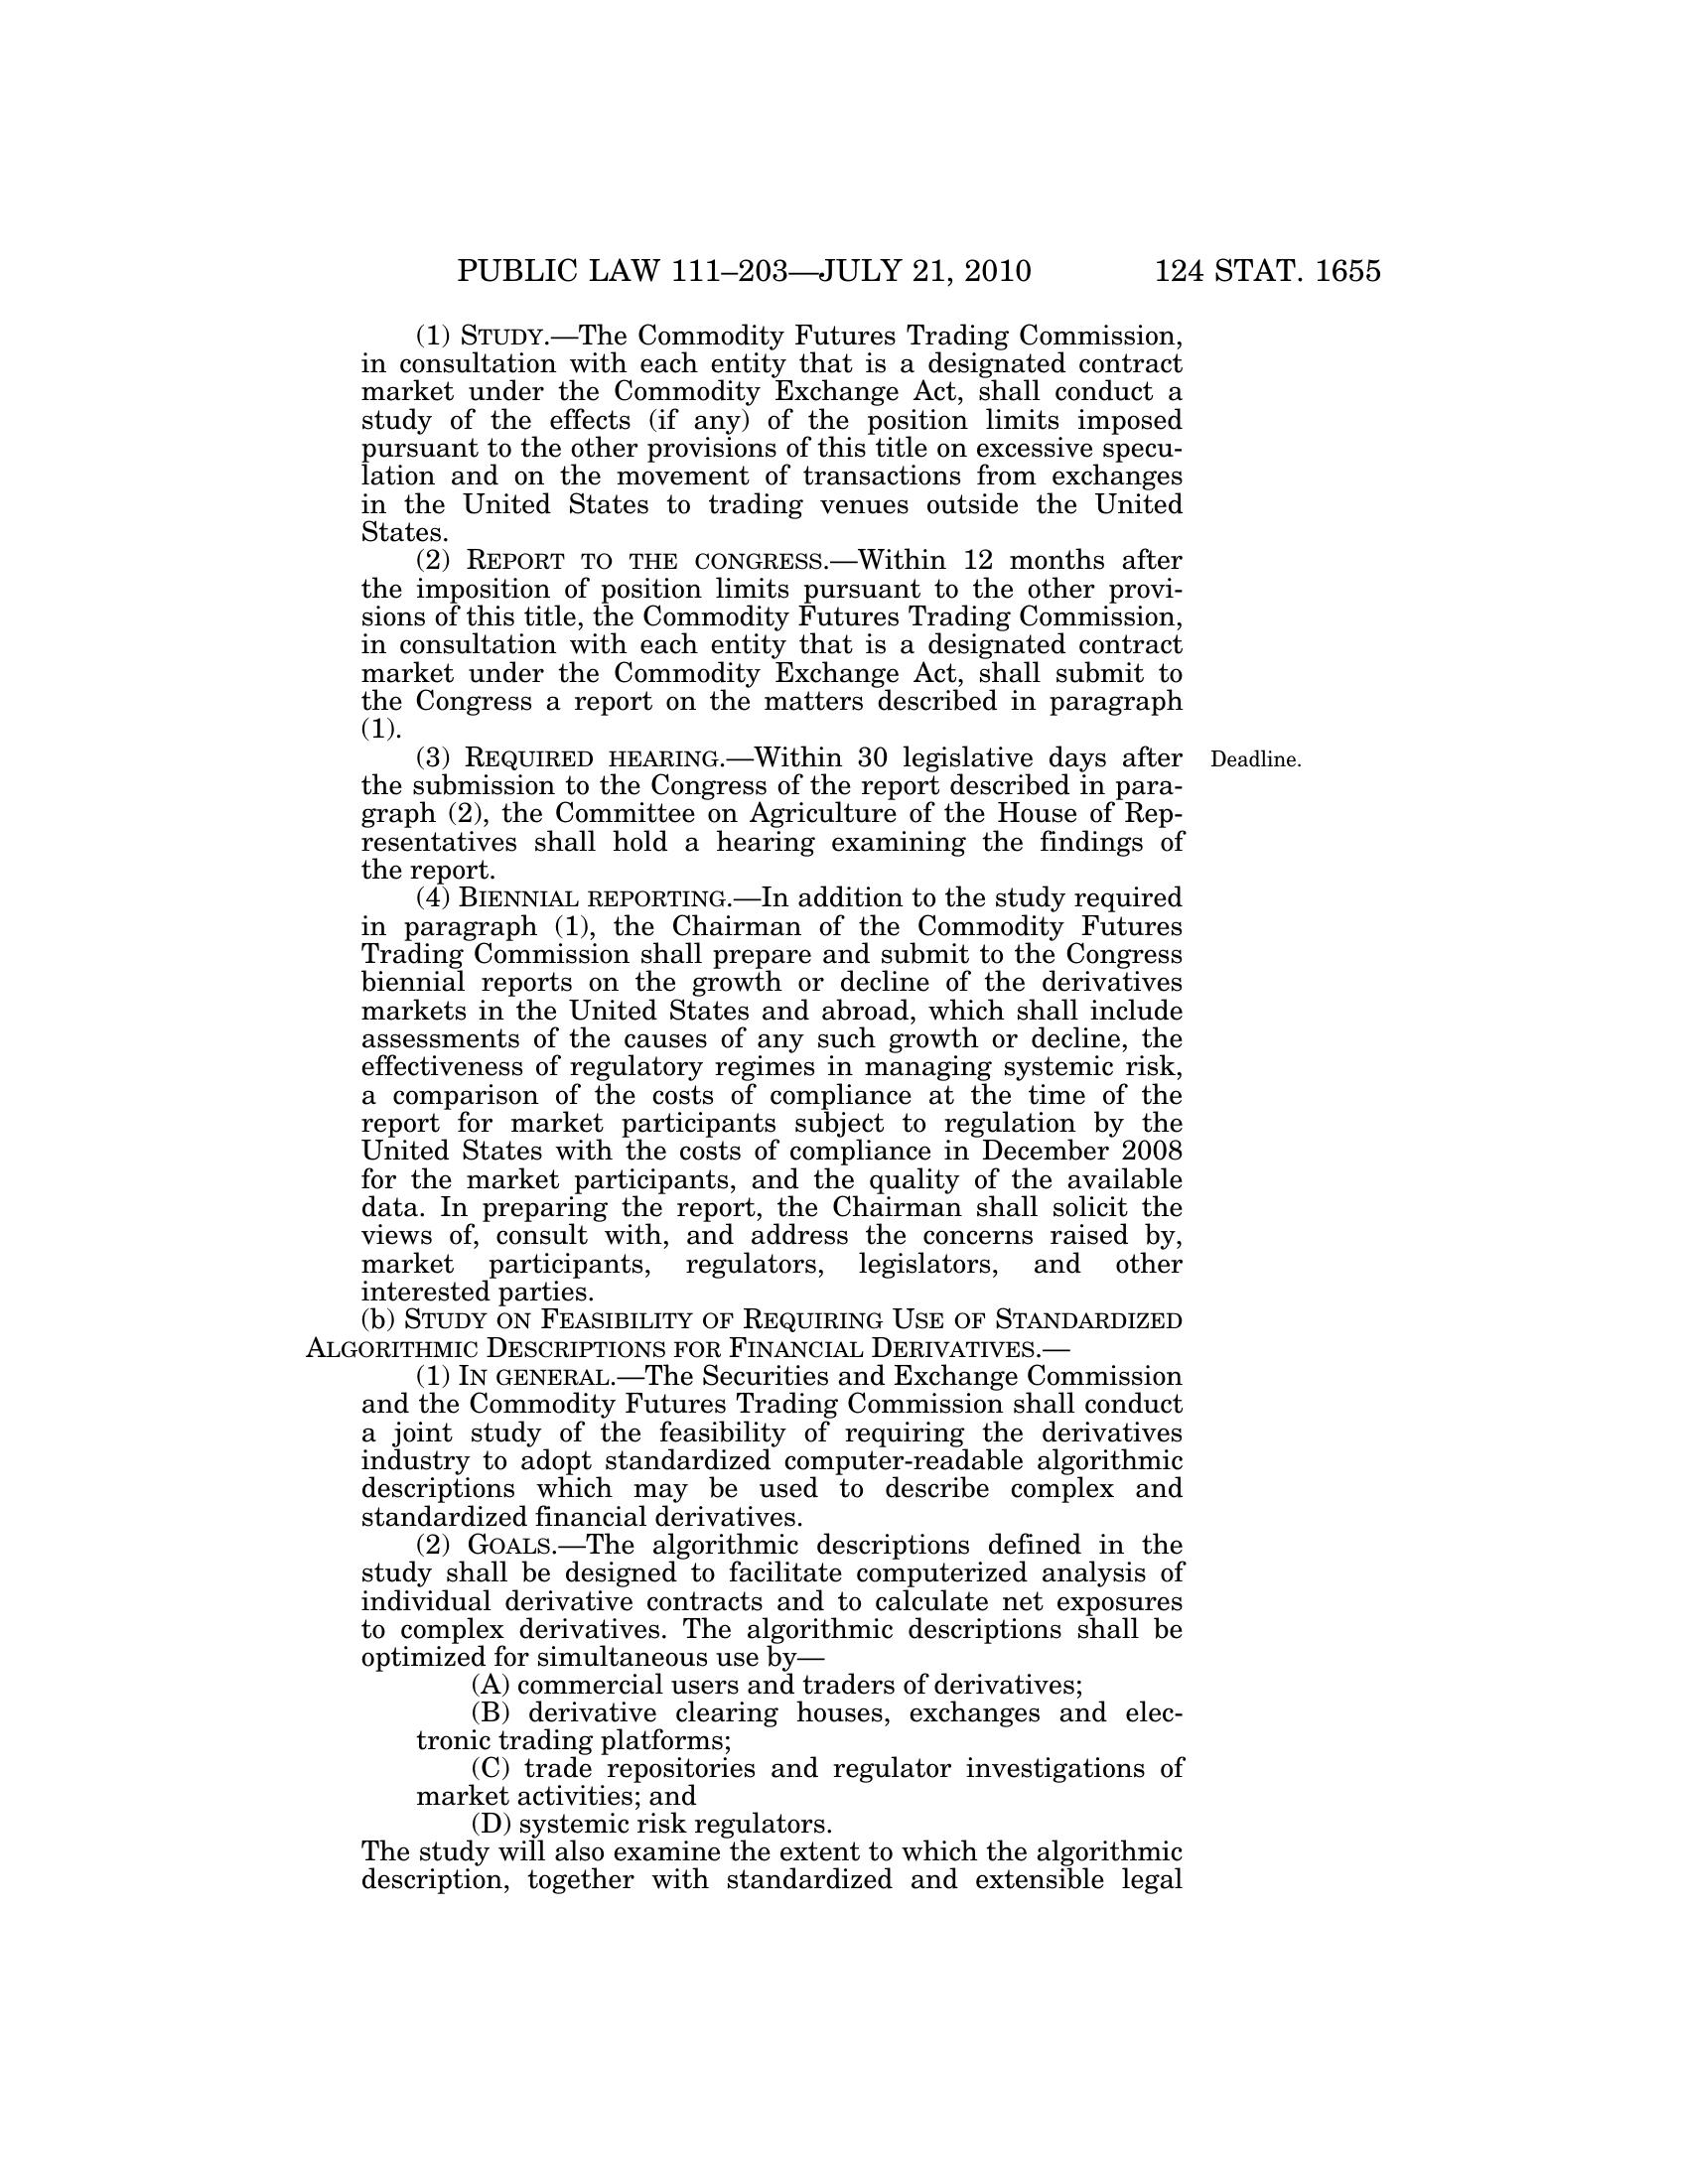 PUBLIC LAW 111–203—JULY 21, 2010 124 STAT. 1655
(1) STUDY.—The Commodity Futures Trading Commission,
in consultation with each entity that is a designated contract
market under the Commodity Exchange Act, shall conduct a
study of the effects (if any) of the position limits imposed
pursuant to the other provisions of this title on excessive specu-
lation and on the movement of transactions from exchanges
in the United States to trading venues outside the United
States.
(2) REPORT TO THE CONGRESS.—Within 12 months after
the imposition of position limits pursuant to the other provi-
sions of this title, the Commodity Futures Trading Commission,
in consultation with each entity that is a designated contract
market under the Commodity Exchange Act, shall submit to
the Congress a report on the matters described in paragraph
(1).
(3) REQUIRED HEARING.—Within 30 legislative days after
Deadline.
the submission to the Congress of the report described in para-
graph (2), the Committee on Agriculture of the House of Rep-
resentatives shall hold a hearing examining the findings of
the report.
(4) BIENNIAL REPORTING.—In addition to the study required
in paragraph (1), the Chairman of the Commodity Futures
Trading Commission shall prepare and submit to the Congress
biennial reports on the growth or decline of the derivatives
markets in the United States and abroad, which shall include
assessments of the causes of any such growth or decline, the
effectiveness of regulatory regimes in managing systemic risk,
a comparison of the costs of compliance at the time of the
report for market participants subject to regulation by the
United States with the costs of compliance in December 2008
for the market participants, and the quality of the available
data. In preparing the report, the Chairman shall solicit the
views of, consult with, and address the concerns raised by,
market participants, regulators, legislators, and other
interested parties.
(b) STUDY ON FEASIBILITY OF REQUIRING USE OF STANDARDIZED
ALGORITHMIC DESCRIPTIONS FOR FINANCIAL DERIVATIVES.—
(1) IN GENERAL.—The Securities and Exchange Commission
and the Commodity Futures Trading Commission shall conduct
a joint study of the feasibility of requiring the derivatives
industry to adopt standardized computer-readable algorithmic
descriptions which may be used to describe complex and
standardized financial derivatives.
(2) GOALS.—The algorithmic descriptions defined in the
study shall be designed to facilitate computerized analysis of
individual derivative contracts and to calculate net exposures
to complex derivatives. The algorithmic descriptions shall be
optimized for simultaneous use by—
(A) commercial users and traders of derivatives;
(B) derivative clearing houses, exchanges and elec-
tronic trading platforms;
(C) trade repositories and regulator investigations of
market activities; and
(D) systemic risk regulators.
The study will also examine the extent to which the algorithmic
description, together with standardized and extensible legal